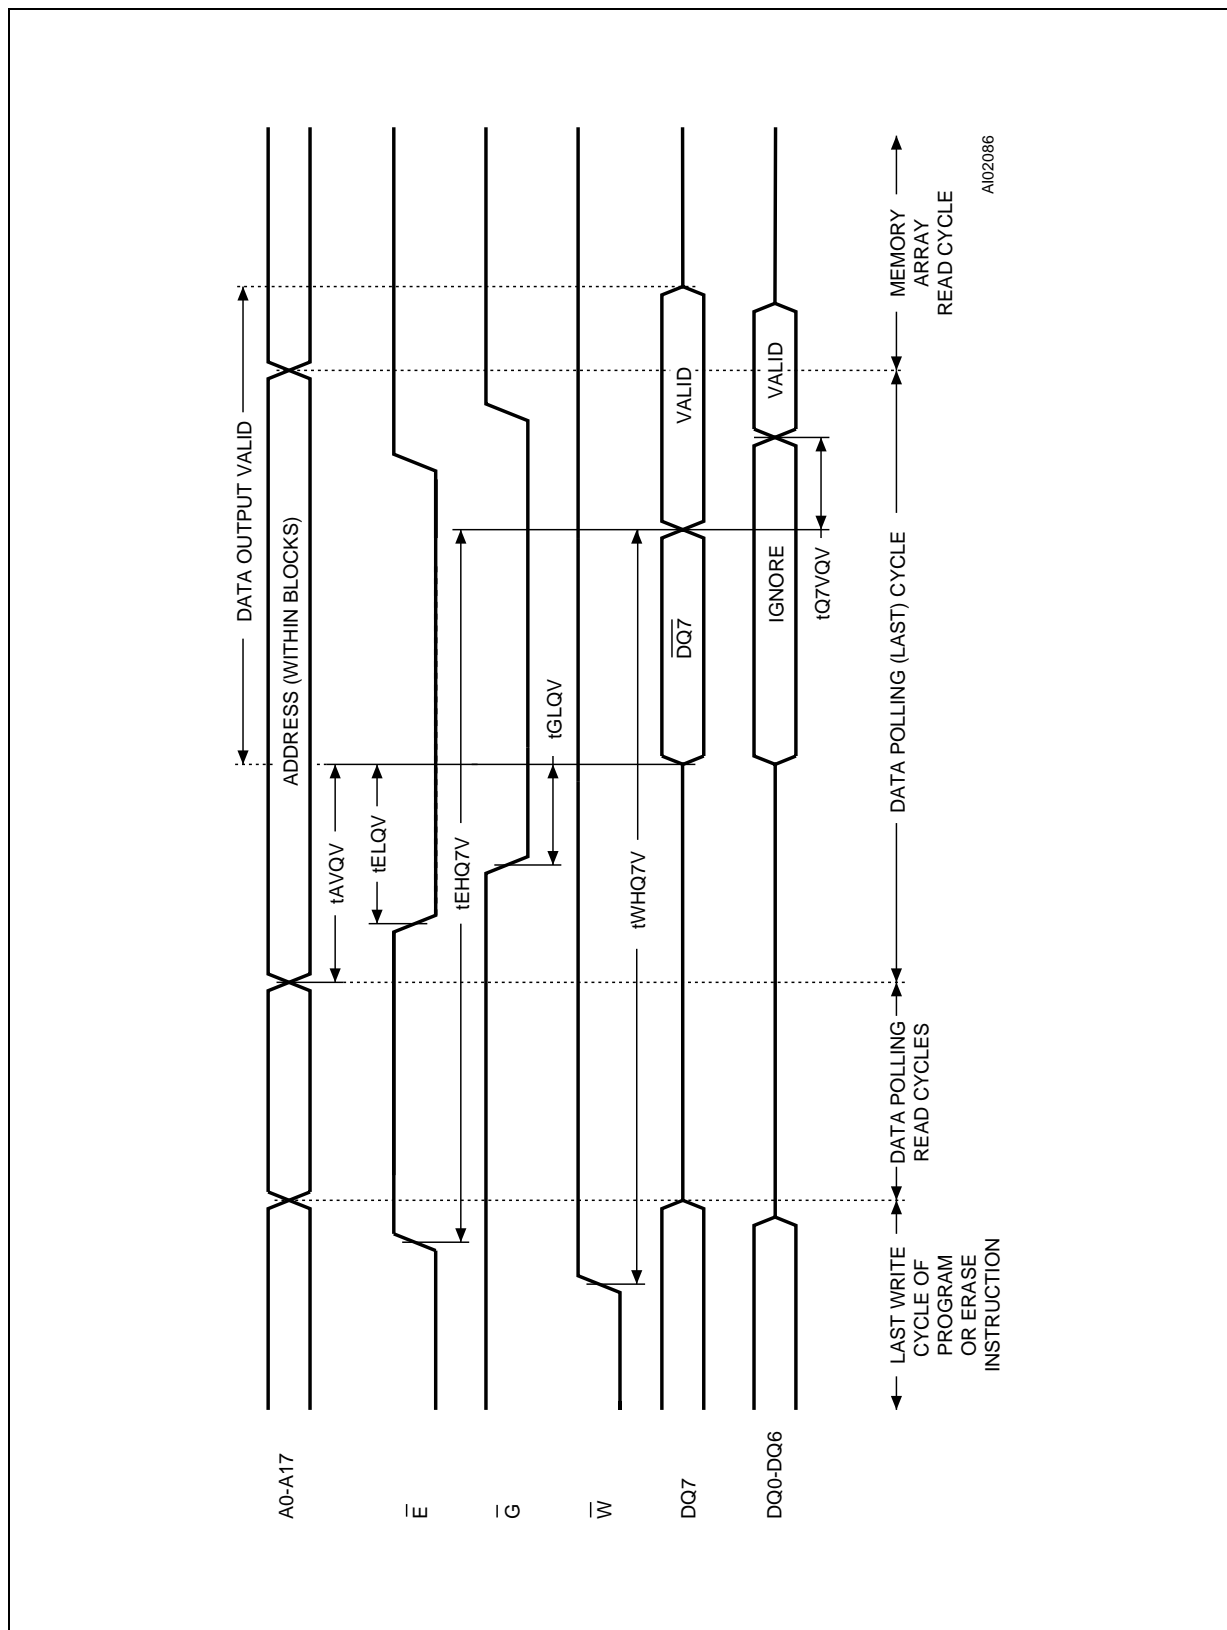 A0-A17
ADDRESS (WITHIN BLOCKS)
DATA OUTPUT VALID
tAVQV
tELQV
E̅
tEHQ7V
G̅
tGLQV
W̅
tWHQ7V
DQ7
D̅Q̅7̅
VALID
DQ0-DQ6
IGNORE
VALID
tQ7VQV
LAST WRITE
CYCLE OF
PROGRAM
OR ERASE
INSTRUCTION
DATA POLLING
READ CYCLES
DATA POLLING (LAST) CYCLE
MEMORY
ARRAY
READ CYCLE
AI02086